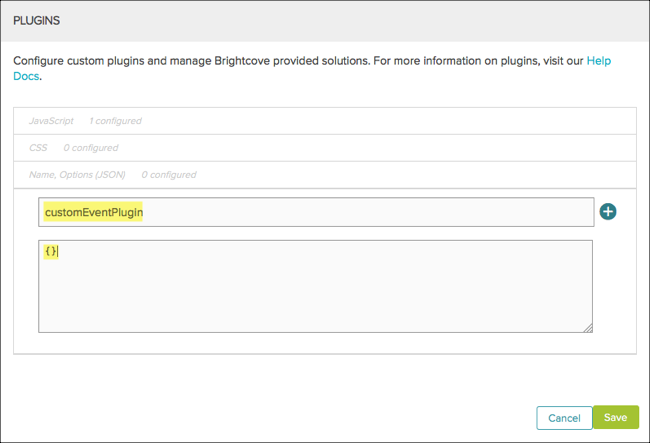 PLUGINS
Configure custom plugins and manage Brightcove provided solutions. For more information on plugins, visit our Help
Docs.
JavaScript 1 configured
CSS 0 configured
Name, Options (JSON) 0 configured
customEventPlugin
{}
Cancel Save